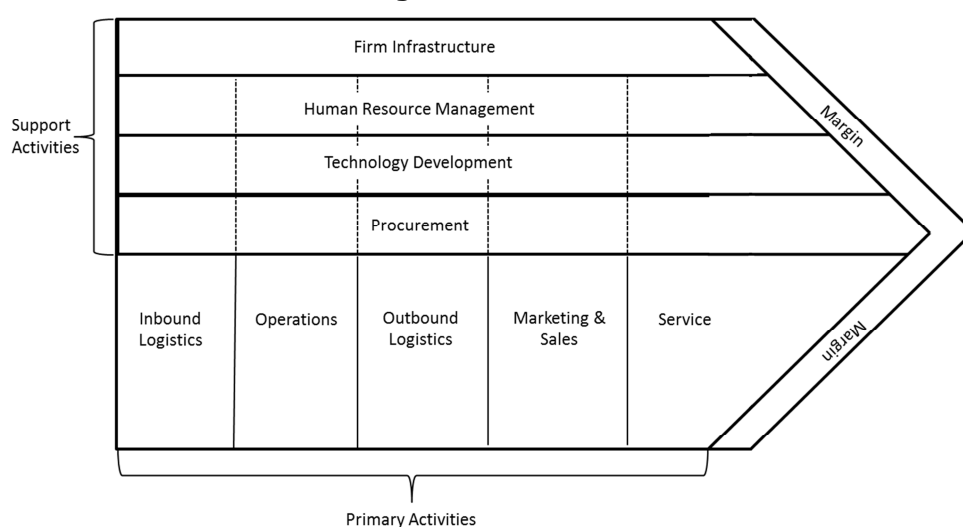 Firm Infrastructure
Support
Activities
Human Resource Management
Technology Development
Procurement
Margin
Inbound
Logistics
Operations
Outbound
Logistics
Marketing &
Sales
Service
Margin
Primary Activities